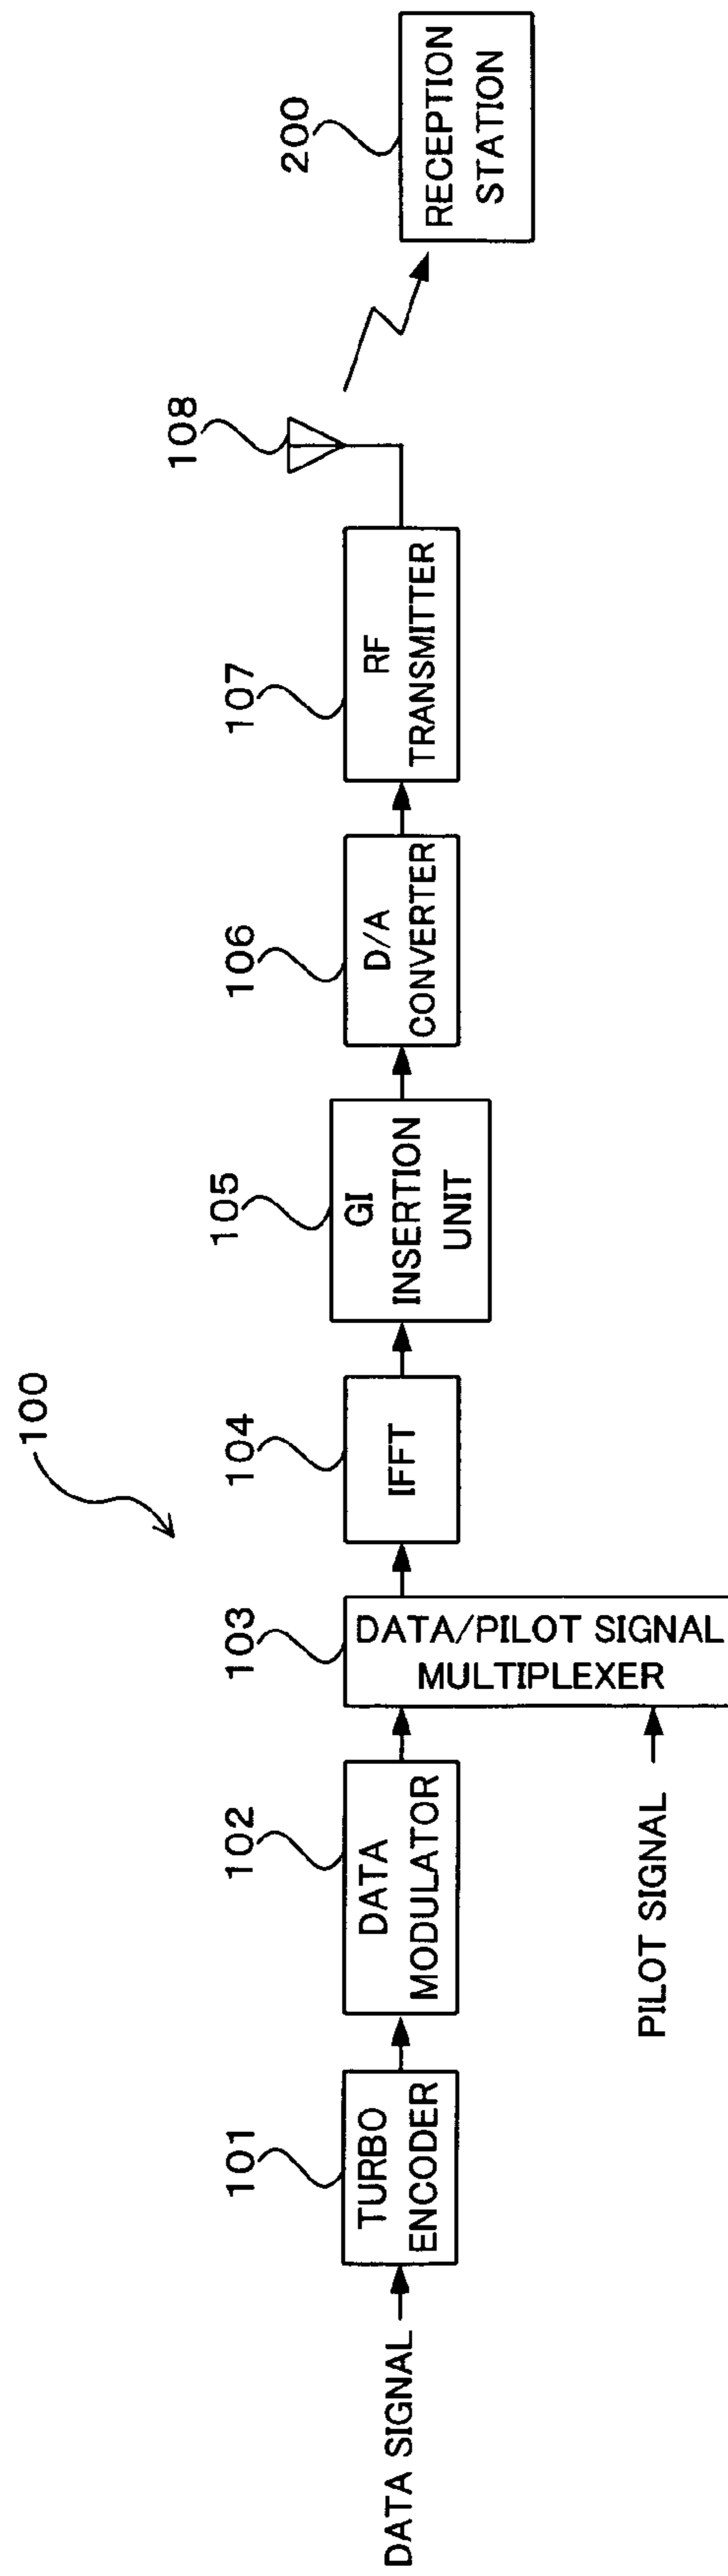 100
DATA SIGNAL
101
TURBO
ENCODER
102
DATA
MODULATOR
PILOT SIGNAL
103
DATA/PILOT SIGNAL
MULTIPLEXER
104
IFFT
105
GI
INSERTION
UNIT
106
D/A
CONVERTER
107
RF
TRANSMITTER
108
200
RECEPTION
STATION